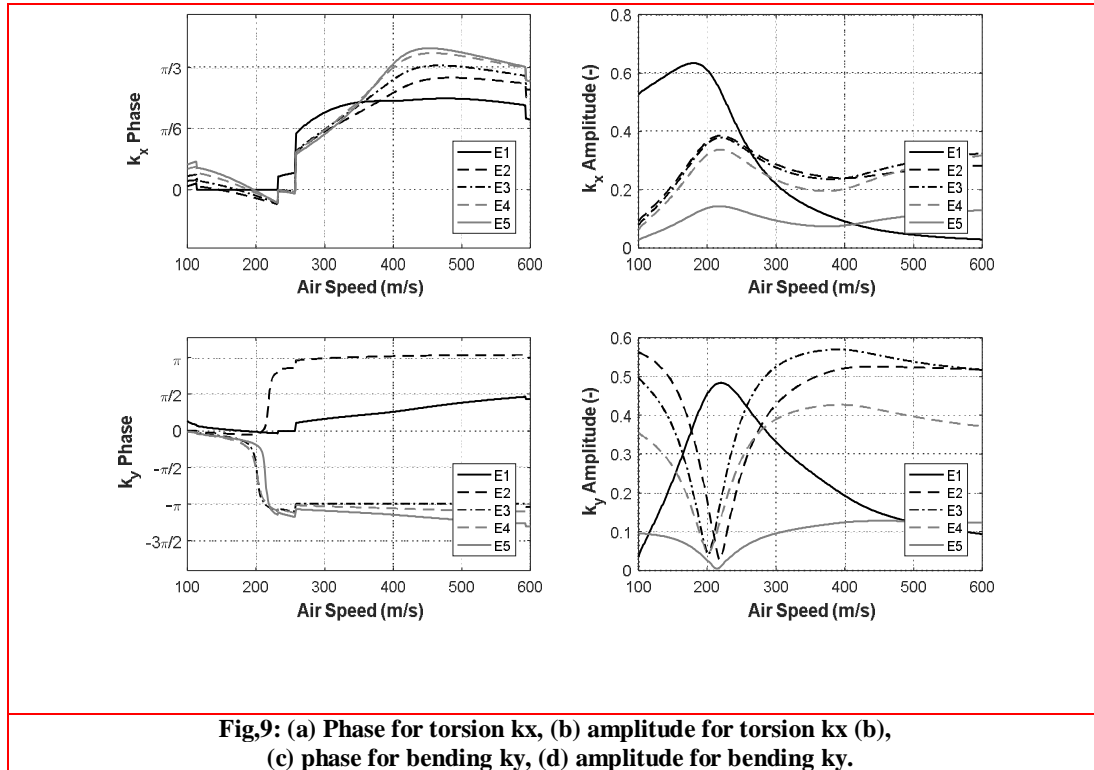 k_x Phase
π/3
π/6
0
E1
E2
E3
E4
E5
100 200 300 400 500 600
Air Speed (m/s)
k_x Amplitude (-)
0.8
0.6
0.4
0.2
0
E1
E2
E3
E4
E5
100 200 300 400 500 600
Air Speed (m/s)
k_y Phase
π
π/2
0
-π/2
-π
-3π/2
E1
E2
E3
E4
E5
100 200 300 400 500 600
Air Speed (m/s)
k_y Amplitude (-)
0.6
0.5
0.4
0.3
0.2
0.1
0
E1
E2
E3
E4
E5
100 200 300 400 500 600
Air Speed (m/s)
Fig,9: (a) Phase for torsion kx, (b) amplitude for torsion kx (b),
(c) phase for bending ky, (d) amplitude for bending ky.